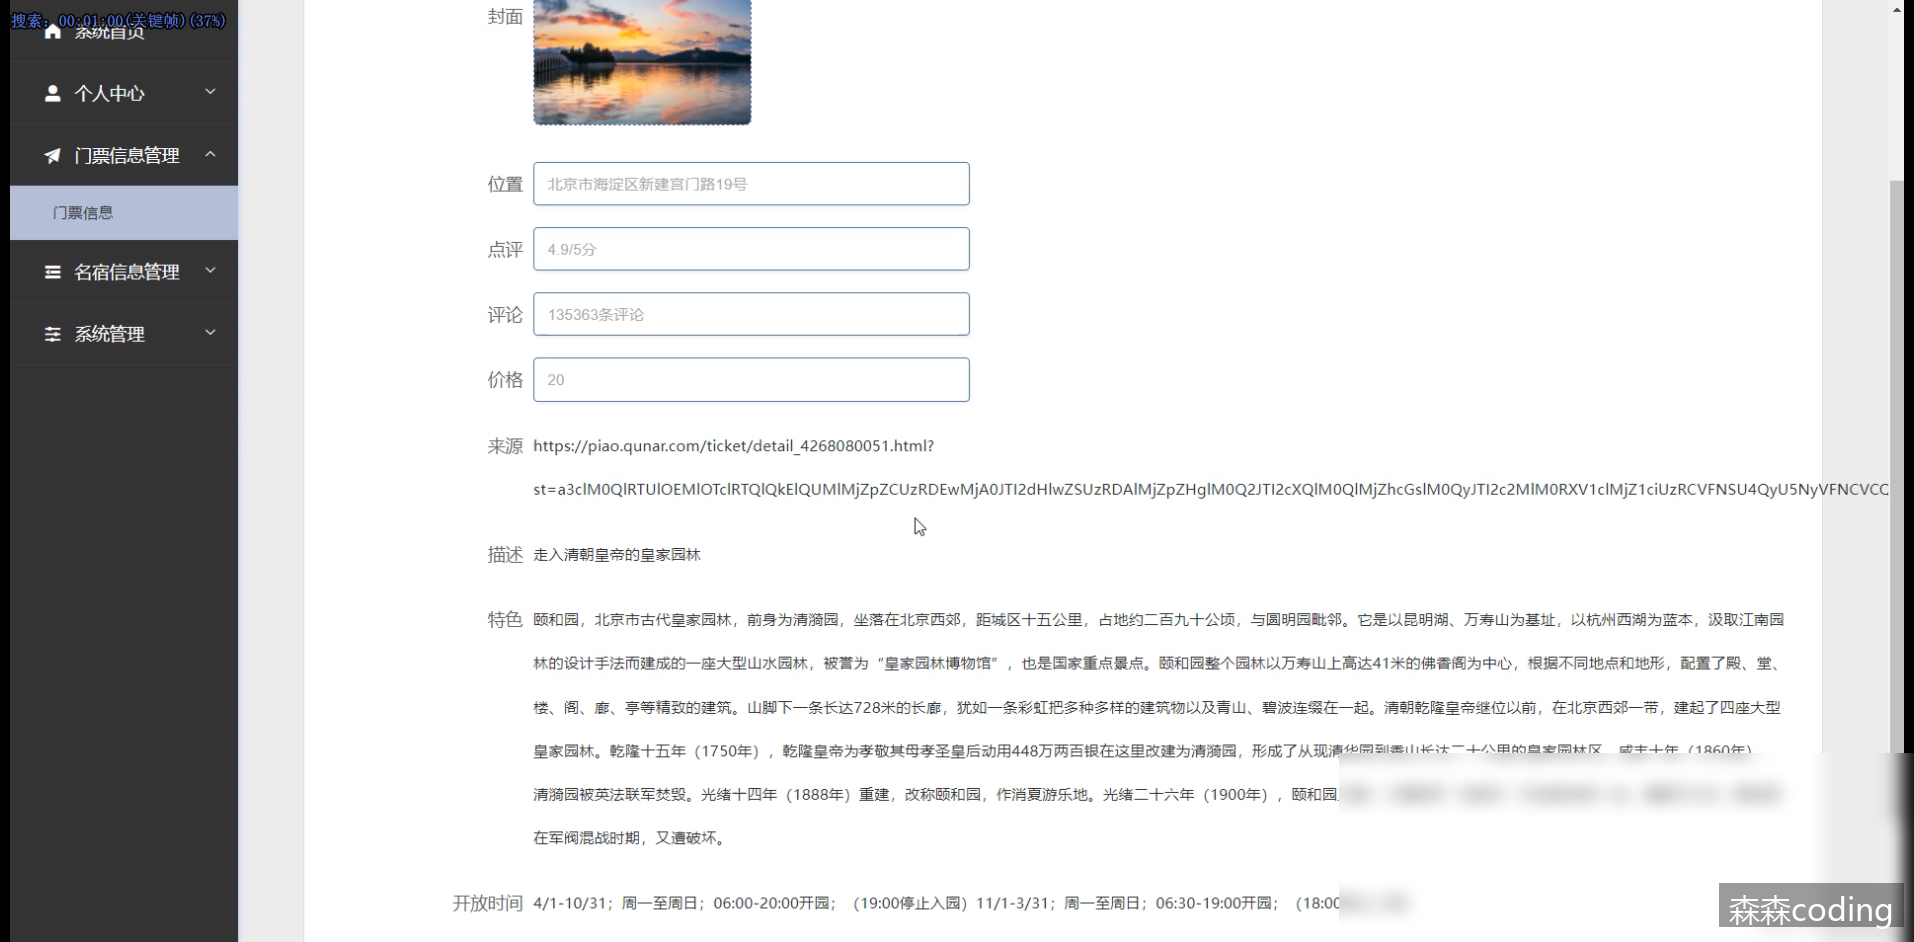 搜索：00:01:00(关键帧)(37%)
系统首页
个人中心
门票信息管理
门票信息
名宿信息管理
系统管理
封面
位置 北京市海淀区新建宫门路19号
点评 4.9/5分
评论 135363条评论
价格 20
来源 https://piao.qunar.com/ticket/detail_4268080051.html?
描述 走入清朝皇帝的皇家园林
特色 颐和园，北京市古代皇家园林，前身为清漪园，坐落在北京西郊，距城区十五公里，占地约二百九十公顷，与圆明园毗邻。它是以昆明湖、万寿山为基址，以杭州西湖为蓝本，汲取江南园
林的设计手法而建成的一座大型山水园林，被誉为“皇家园林博物馆”，也是国家重点景点。颐和园整个园林以万寿山上高达41米的佛香阁为中心，根据不同地点和地形，配置了殿、堂、
楼、阁、廊、亭等精致的建筑。山脚下一条长达728米的长廊，犹如一条彩虹把多种多样的建筑物以及青山、碧波连缀在一起。清朝乾隆皇帝继位以前，在北京西郊一带，建起了四座大型
皇家园林。乾隆十五年（1750年），乾隆皇帝为孝敬其母孝圣皇后动用448万两百银在这里改建为清漪园，形成了从现清华园到香山长达二十公里的皇家园林区。咸丰十年（1860年）
清漪园被英法联军焚毁。光绪十四年（1888年）重建，改称颐和园，作消夏游乐地。光绪二十六年（1900年），颐和园
在军阀混战时期，又遭破坏。
开放时间 4/1-10/31；周一至周日；06:00-20:00开园；（19:00停止入园）11/1-3/31；周一至周日；06:30-19:00开园；（18:00
森森coding